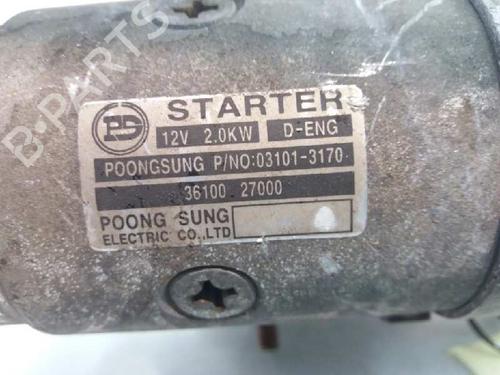 B-PARTS
PS STARTER
12V 2.0KW D-ENG
POONGSUNG P/NO:03101-3170
36100 27000
POONG SUNG
ELECTRIC CO.,LTD